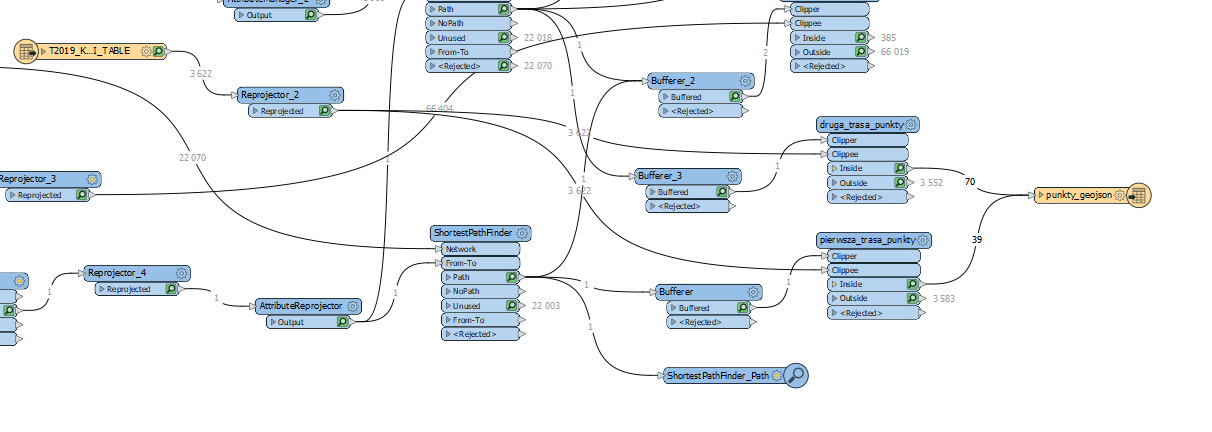 Output
T2019_K...I_TABLE
3 622
Reprojector_2
Reprojected
22 070
Reprojector_3
Reprojected
Reprojector_4
Reprojected
1
1
AttributeReprojector
Output
1
1
66 404
Path
NoPath
Unused
22 018
From-To
<Rejected>
22 070
ShortestPathFinder
Network
From-To
Path
NoPath
Unused
22 003
From-To
<Rejected>
1
1
3 622
1
3 622
1
1
Bufferer_2
Buffered
<Rejected>
2
Bufferer_3
Buffered
<Rejected>
1
Bufferer
Buffered
<Rejected>
1
ShortestPathFinder_Path
Clipper
Clippee
Inside
385
Outside
66 019
<Rejected>
druga_trasa_punkty
Clipper
Clippee
Inside
Outside
3 552
<Rejected>
70
pierwsza_trasa_punkty
Clipper
Clippee
Inside
Outside
3 583
<Rejected>
39
punkty_geojson